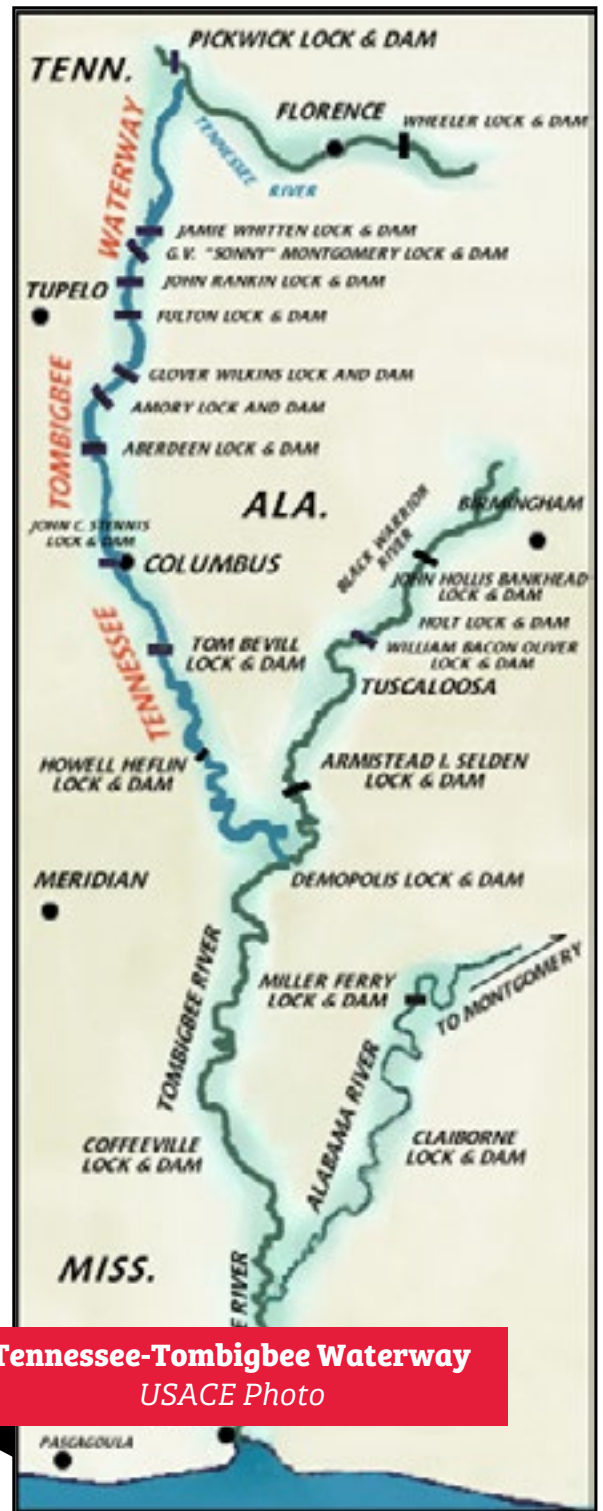 PICKWICK LOCK & DAM
TENN.
FLORENCE
WHEELER LOCK & DAM
TENNESSEE
RIVER
WATERWAY
JAMIE WHITTEN LOCK & DAM
G.V. "SONNY" MONTGOMERY LOCK & DAM
JOHN RANKIN LOCK & DAM
TUPELO
FULTON LOCK & DAM
GLOVER WILKINS LOCK AND DAM
TOMBIGBEE
AMORY LOCK AND DAM
ABERDEEN LOCK & DAM
ALA.
BIRMINGHAM
BLACK WARRIOR
RIVER
JOHN C. STENNIS
LOCK & DAM
COLUMBUS
JOHN HOLLIS BANKHEAD
LOCK & DAM
HOLT LOCK & DAM
WILLIAM BACON OLIVER
LOCK & DAM
TENNESSEE
TOM BEVILL
LOCK & DAM
TUSCALOOSA
HOWELL HEFLIN
LOCK & DAM
ARMISTEAD I. SELDEN
LOCK & DAM
MERIDIAN
DEMOPOLIS LOCK & DAM
TOMBIGBEE RIVER
MILLER FERRY
LOCK & DAM
TO MONTGOMERY
ALABAMA RIVER
COFFEEVILLE
LOCK & DAM
CLAIBORNE
LOCK & DAM
MISS.
E RIVER
Tennessee-Tombigbee Waterway
USACE Photo
PASCAGOULA